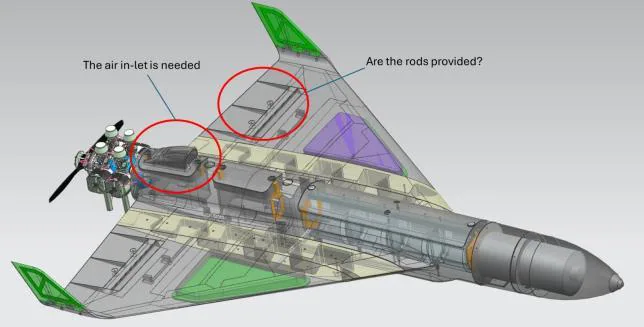 The air in-let is needed
Are the rods provided?